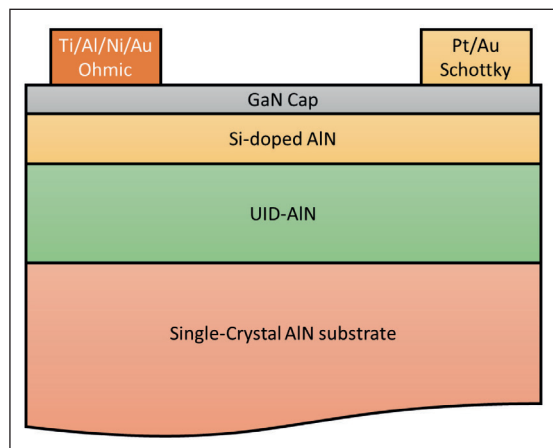 Ti/Al/Ni/Au
Ohmic
Pt/Au
Schottky
GaN Cap
Si-doped AlN
UID-AlN
Single-Crystal AlN substrate